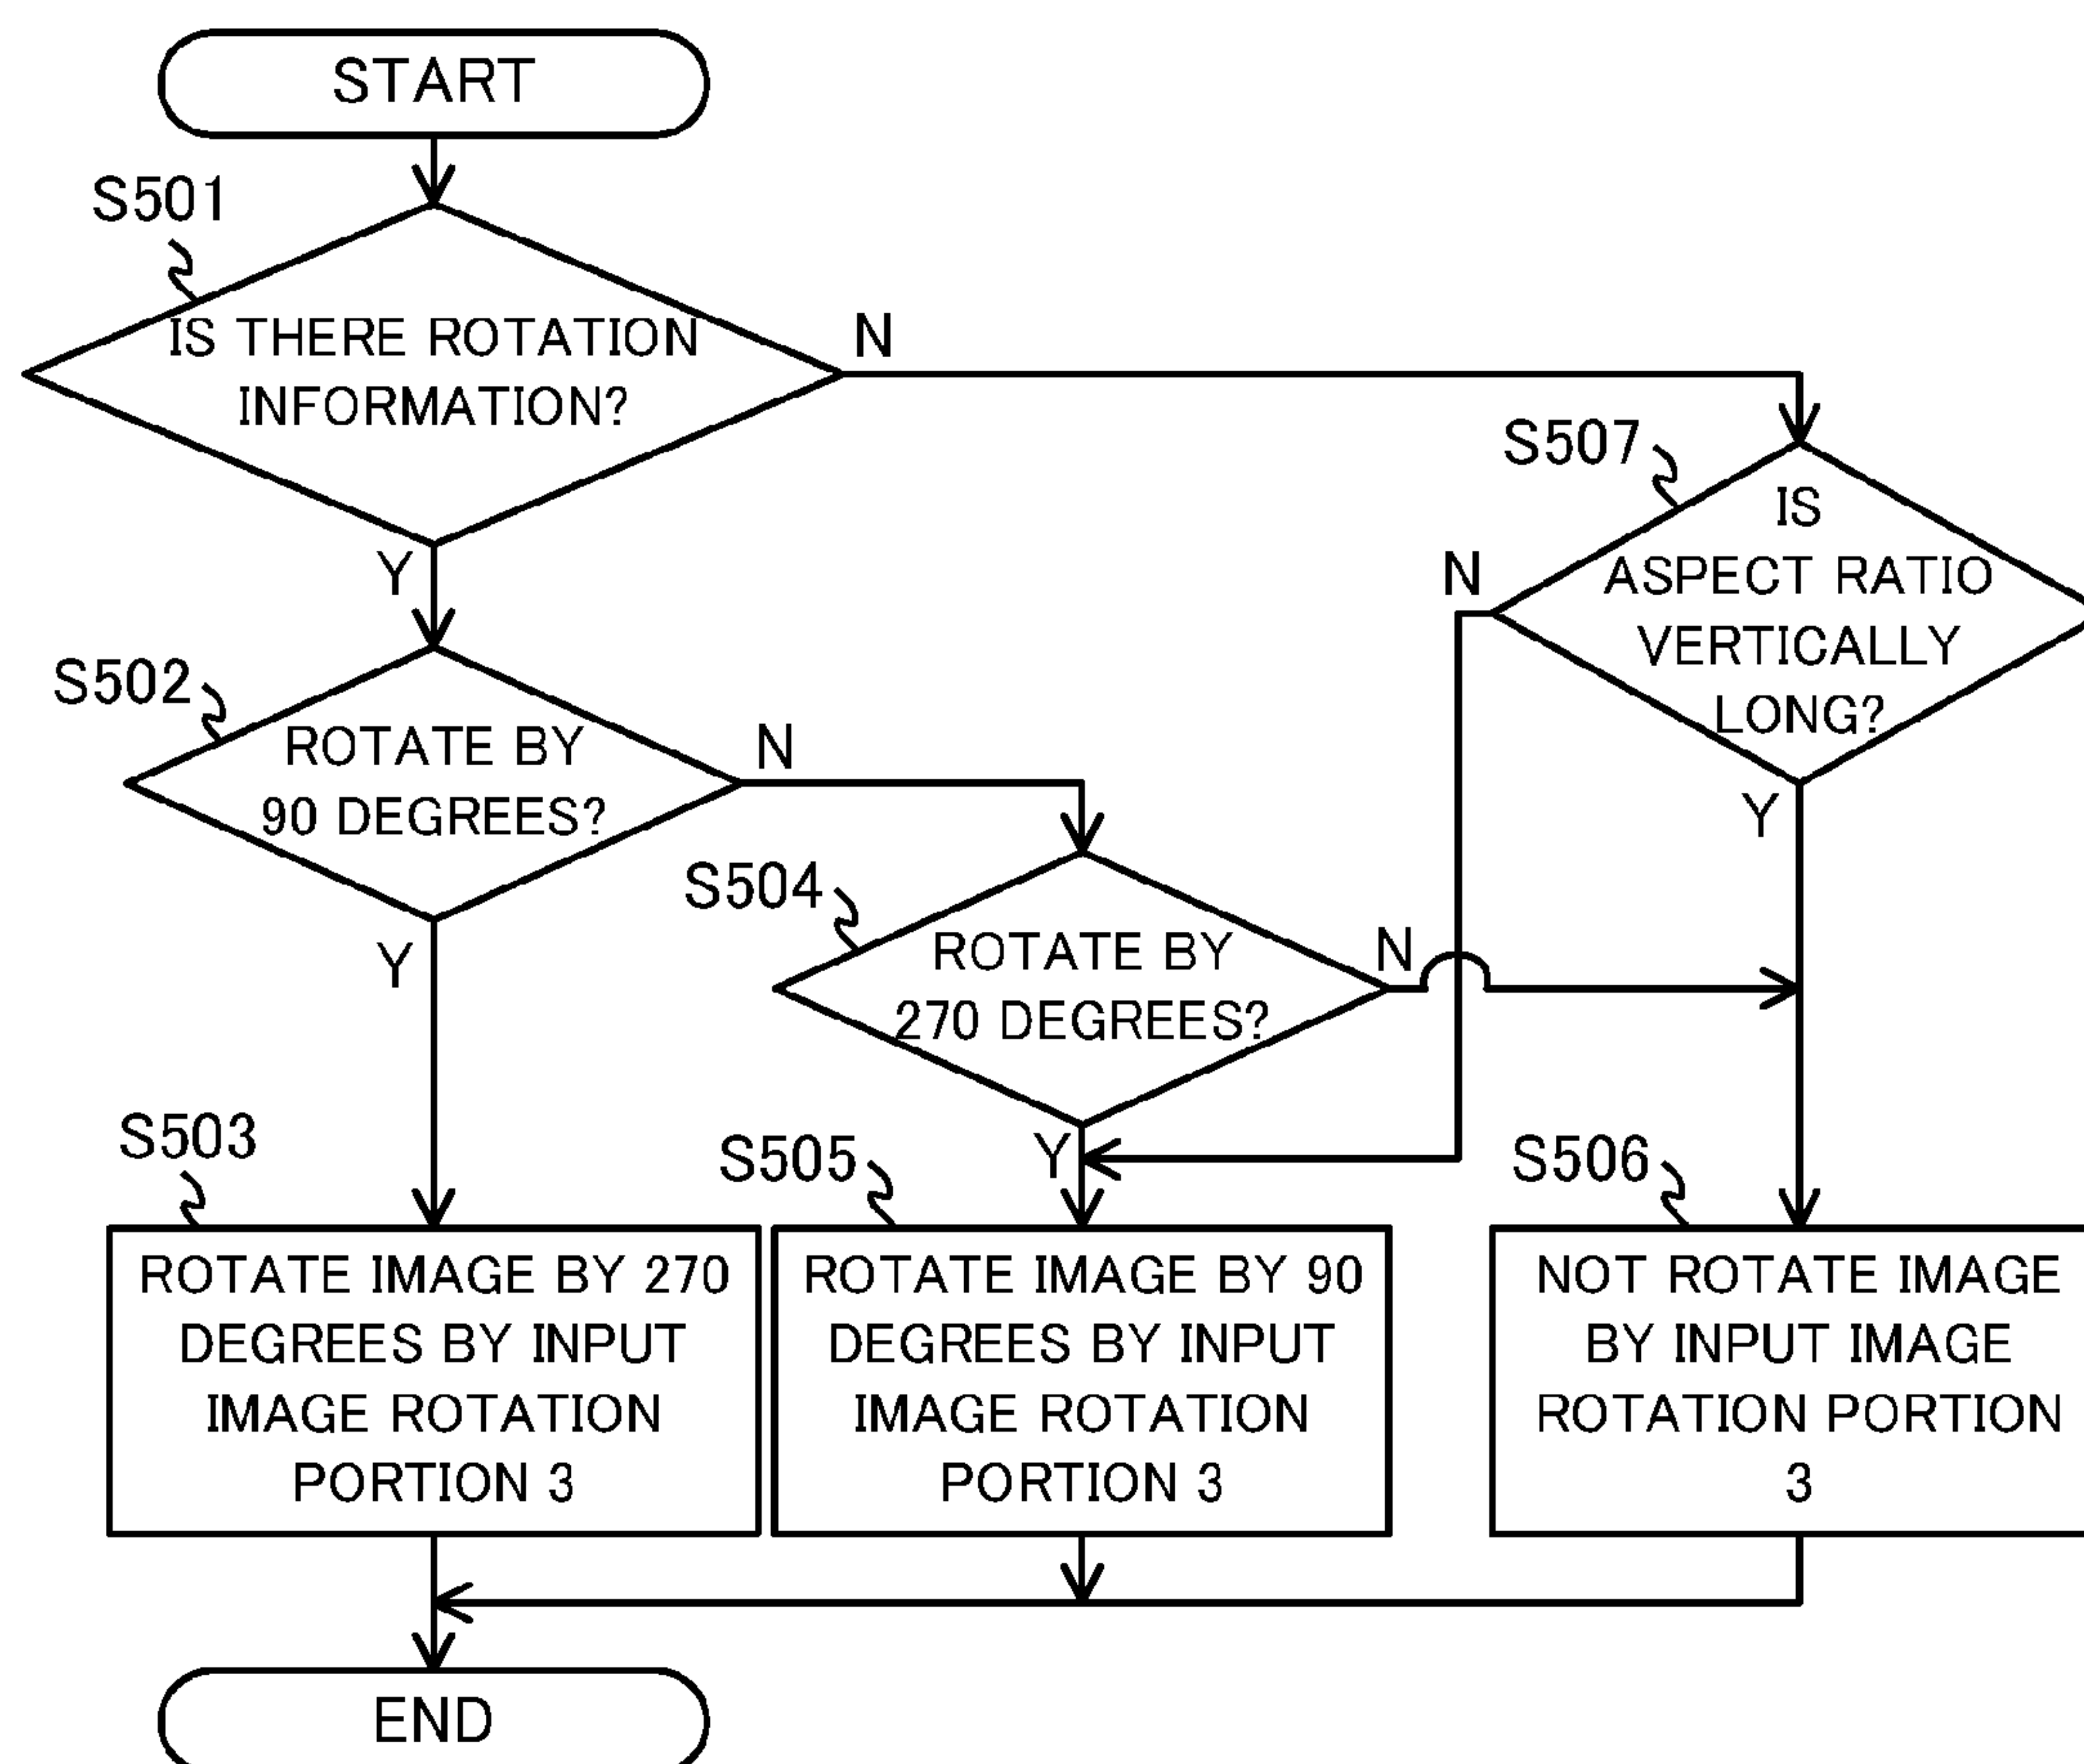 START
S501
IS THERE ROTATION
INFORMATION?
N
Y
S507
IS
ASPECT RATIO
VERTICALLY
LONG?
N
Y
S502
ROTATE BY
90 DEGREES?
N
Y
S504
ROTATE BY
270 DEGREES?
N
Y
S503
ROTATE IMAGE BY 270
DEGREES BY INPUT
IMAGE ROTATION
PORTION 3
S505
ROTATE IMAGE BY 90
DEGREES BY INPUT
IMAGE ROTATION
PORTION 3
S506
NOT ROTATE IMAGE
BY INPUT IMAGE
ROTATION PORTION
3
END